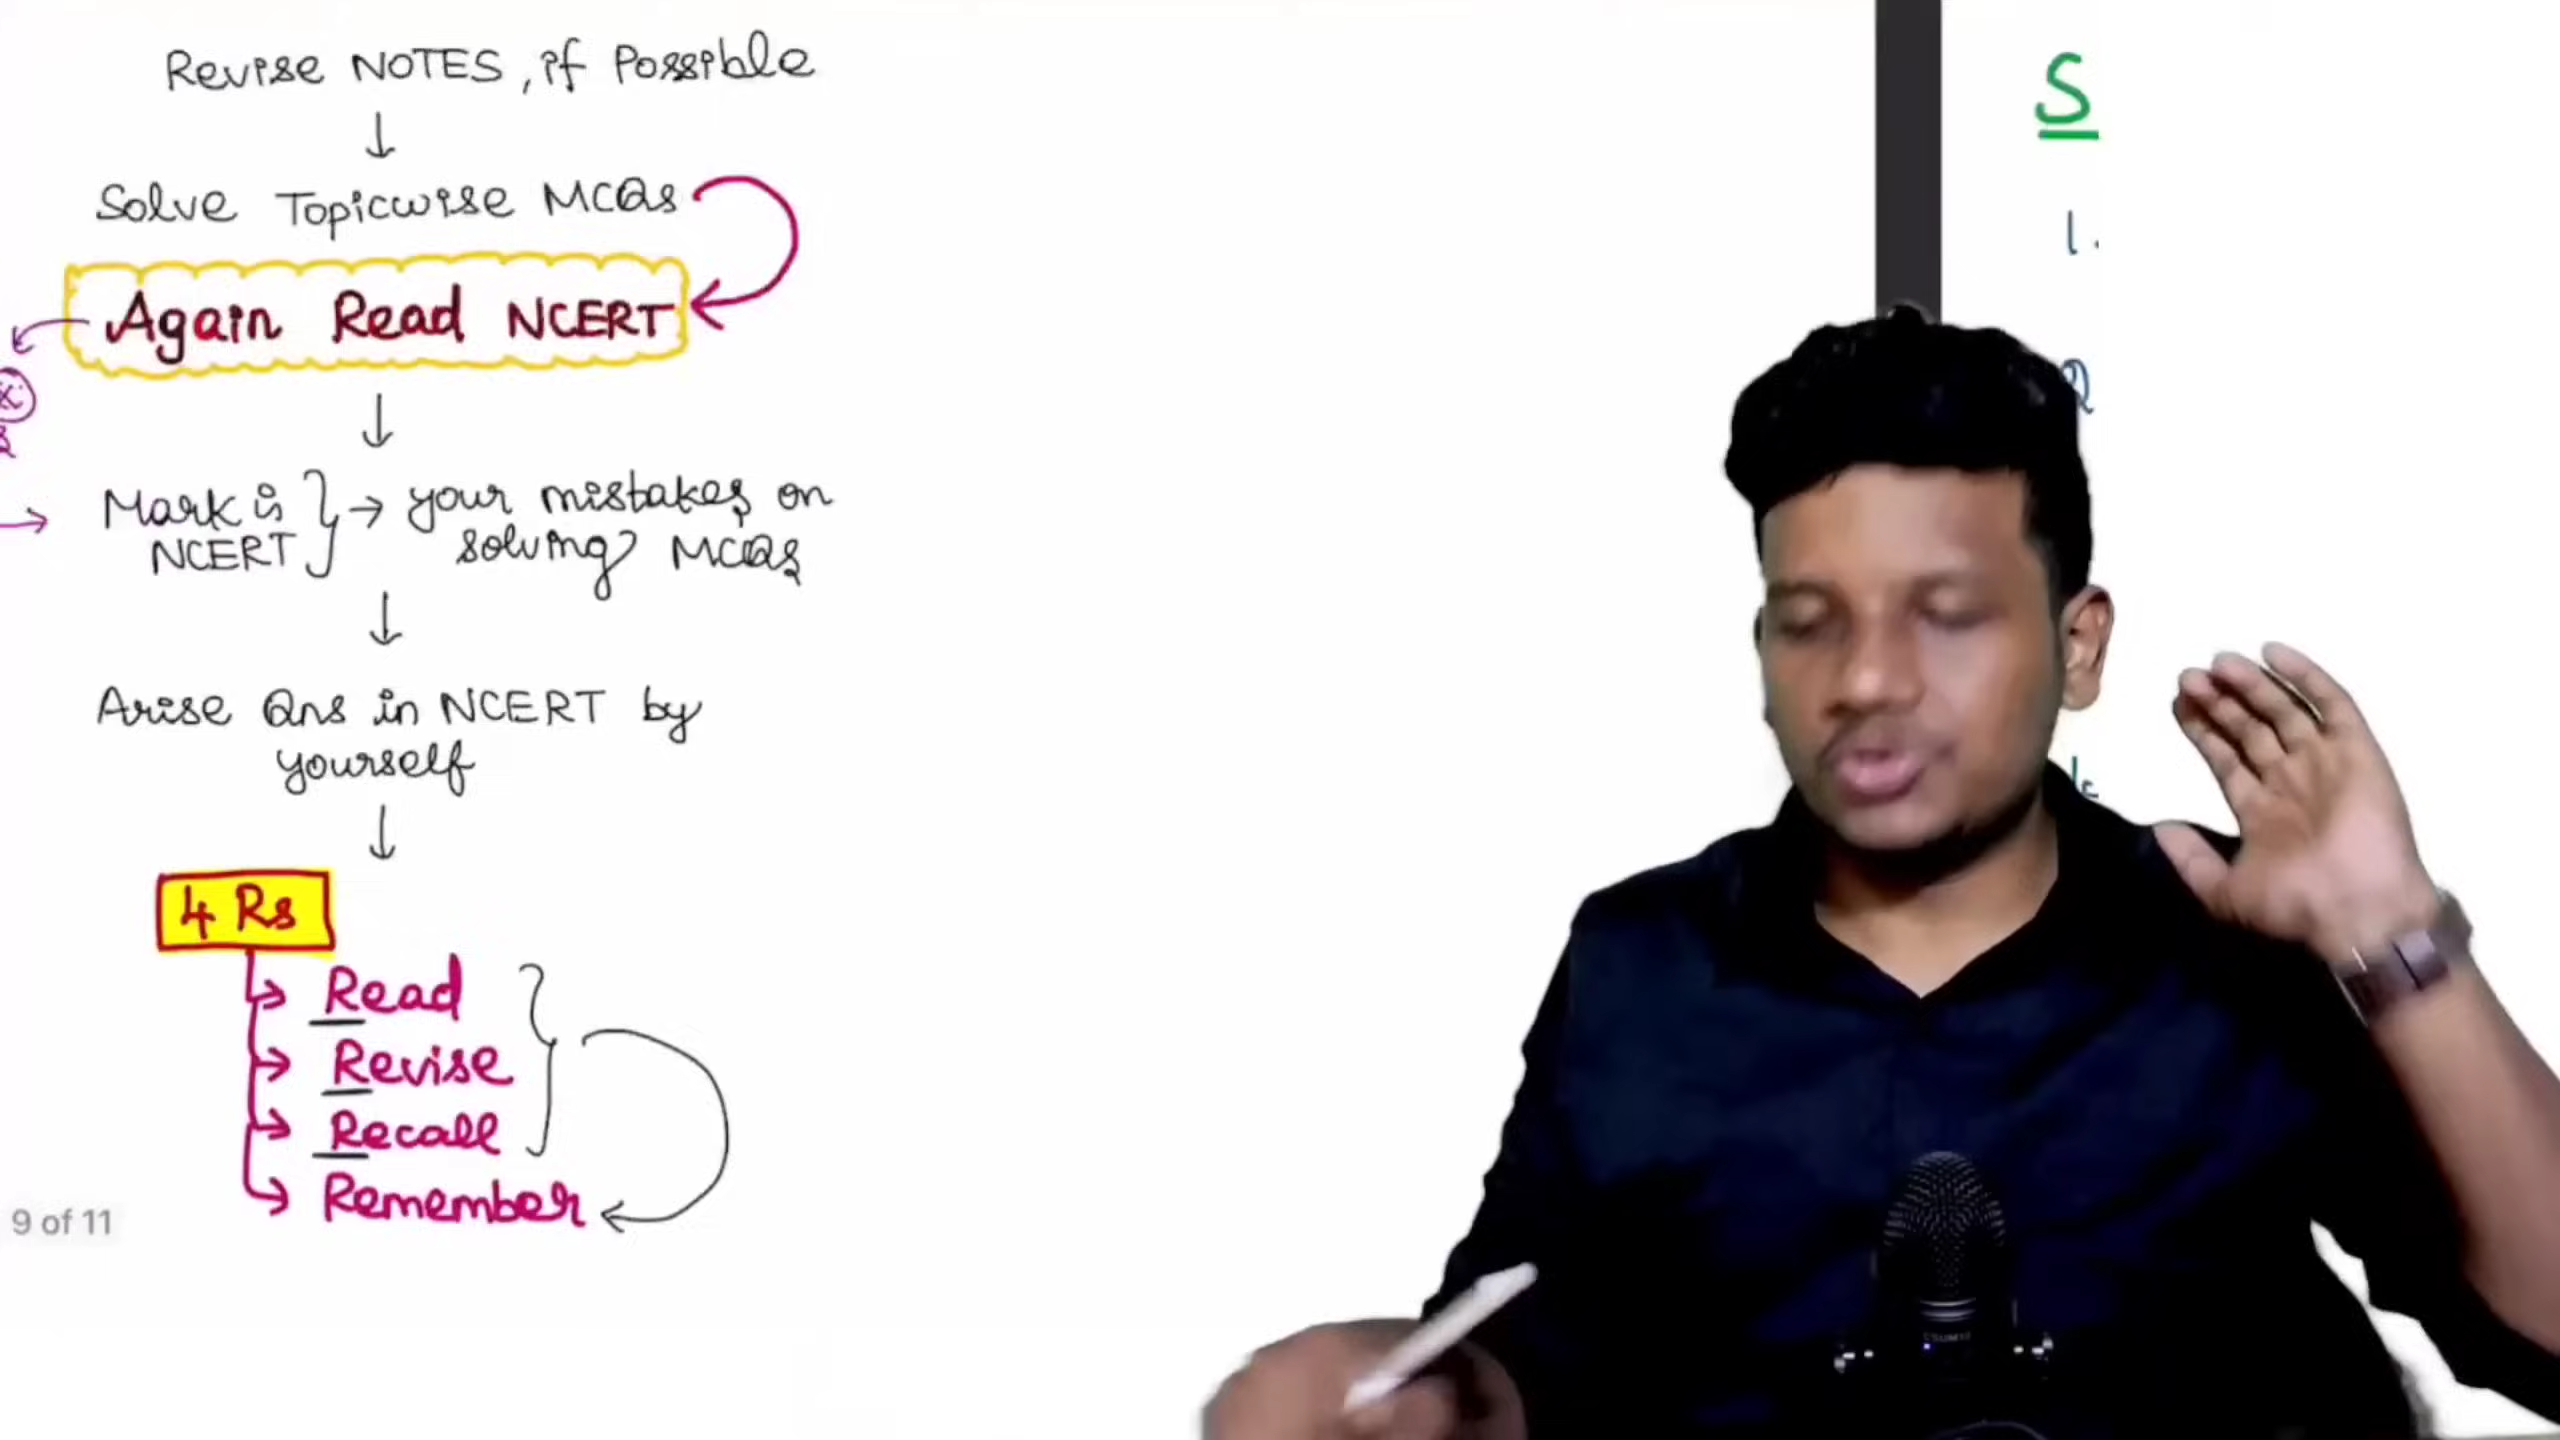 Revise NOTES, if Possible
Solve Topicwise MCQs
Again Read NCERT
Mark is
NCERT
→ your mistakes on
solving MCQs
Arise Qns in NCERT by
yourself
4 Rs
Read
Revise
Recall
Remember
9 of 11
S
1.